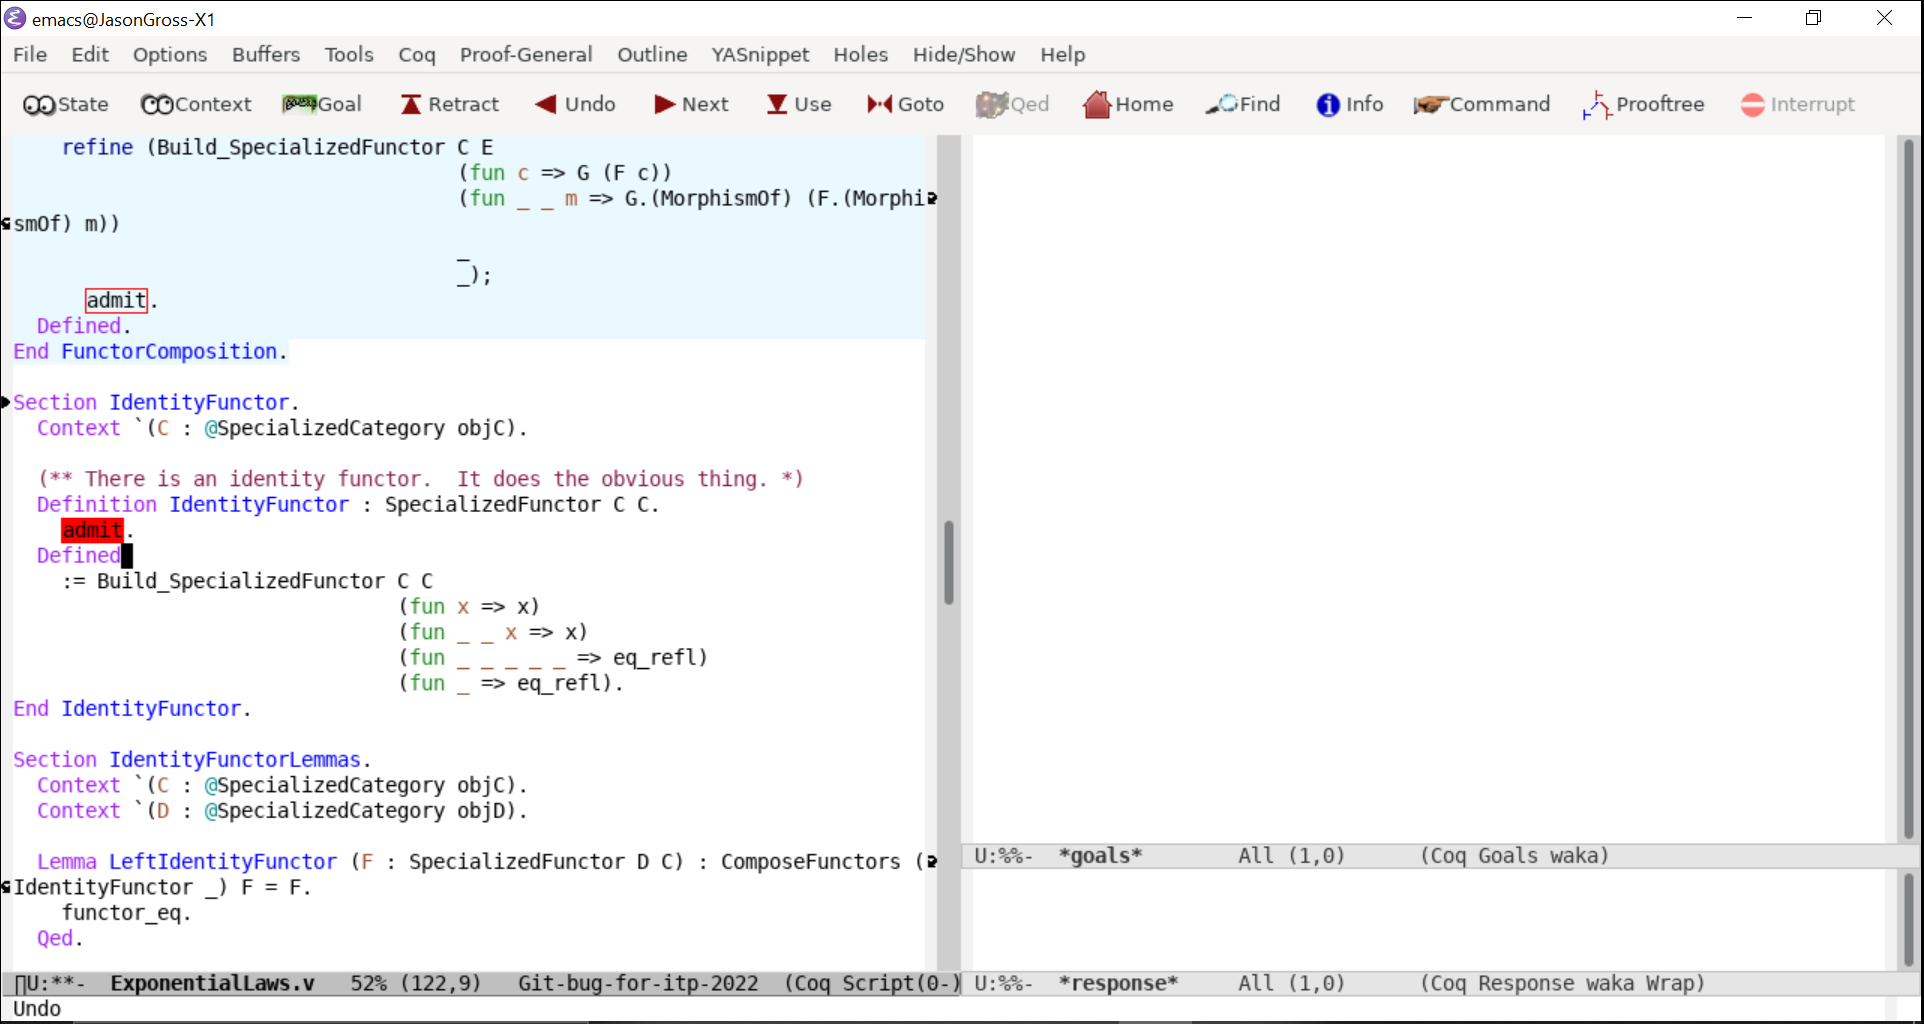 emacs@JasonGross-X1
File Edit Options Buffers Tools Coq Proof-General Outline YASnippet Holes Hide/Show Help
State Context Goal Retract Undo Next Use Goto Qed Home Find Info Command Prooftree Interrupt
refine (Build_SpecializedFunctor C E
(fun c => G (F c))
(fun _ _ m => G.(MorphismOf) (F.(Morphi
smOf) m))
_
_);
admit.
Defined.
End FunctorComposition.
Section IdentityFunctor.
Context `(C : @SpecializedCategory objC).
(** There is an identity functor.  It does the obvious thing. *)
Definition IdentityFunctor : SpecializedFunctor C C.
admit.
Defined
:= Build_SpecializedFunctor C C
(fun x => x)
(fun _ _ x => x)
(fun _ _ _ _ _ => eq_refl)
(fun _ => eq_refl).
End IdentityFunctor.
Section IdentityFunctorLemmas.
Context `(C : @SpecializedCategory objC).
Context `(D : @SpecializedCategory objD).
Lemma LeftIdentityFunctor (F : SpecializedFunctor D C) : ComposeFunctors (
IdentityFunctor _) F = F.
functor_eq.
Qed.
U:**-  ExponentialLaws.v   52% (122,9)   Git-bug-for-itp-2022  (Coq Script(0-)
Undo
U:%%-  *goals*        All (1,0)      (Coq Goals waka)
U:%%-  *response*     All (1,0)      (Coq Response waka Wrap)